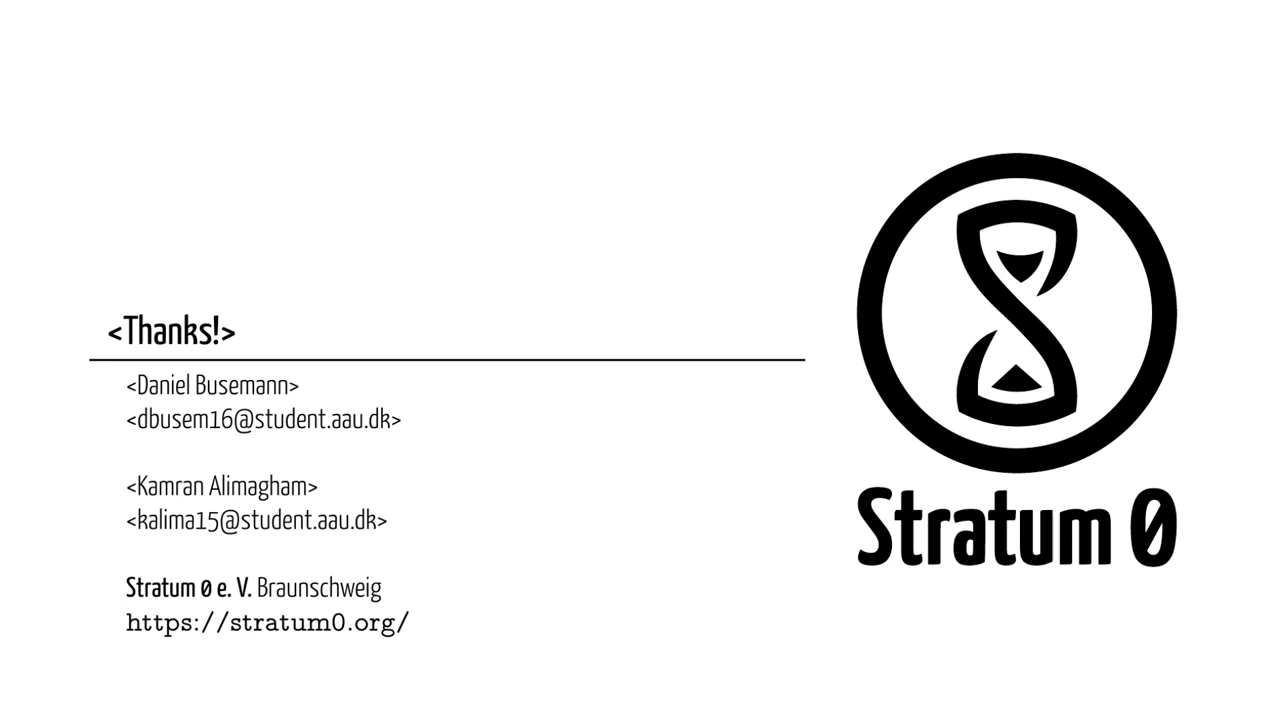 <Thanks!>
<Daniel Busemann>
<dbusem16@student.aau.dk>
<Kamran Alimagham>
<kalima15@student.aau.dk>
Stratum 0 e. V. Braunschweig
https://stratum0.org/
Stratum 0